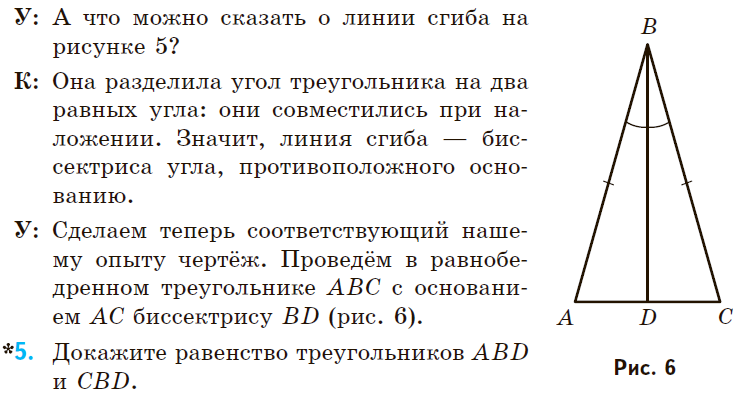 У: А что можно сказать о линии сгиба на
рисунке 5?
К: Она разделила угол треугольника на два
равных угла: они совместились при на-
ложении. Значит, линия сгиба — бис-
сектриса угла, противоположного осно-
ванию.
У: Сделаем теперь соответствующий наше-
му опыту чертёж. Проведём в равнобе-
дренном треугольнике ABC с основани-
ем AC биссектрису BD (рис. 6).
*5. Докажите равенство треугольников ABD
и CBD.
B
A D C
Рис. 6